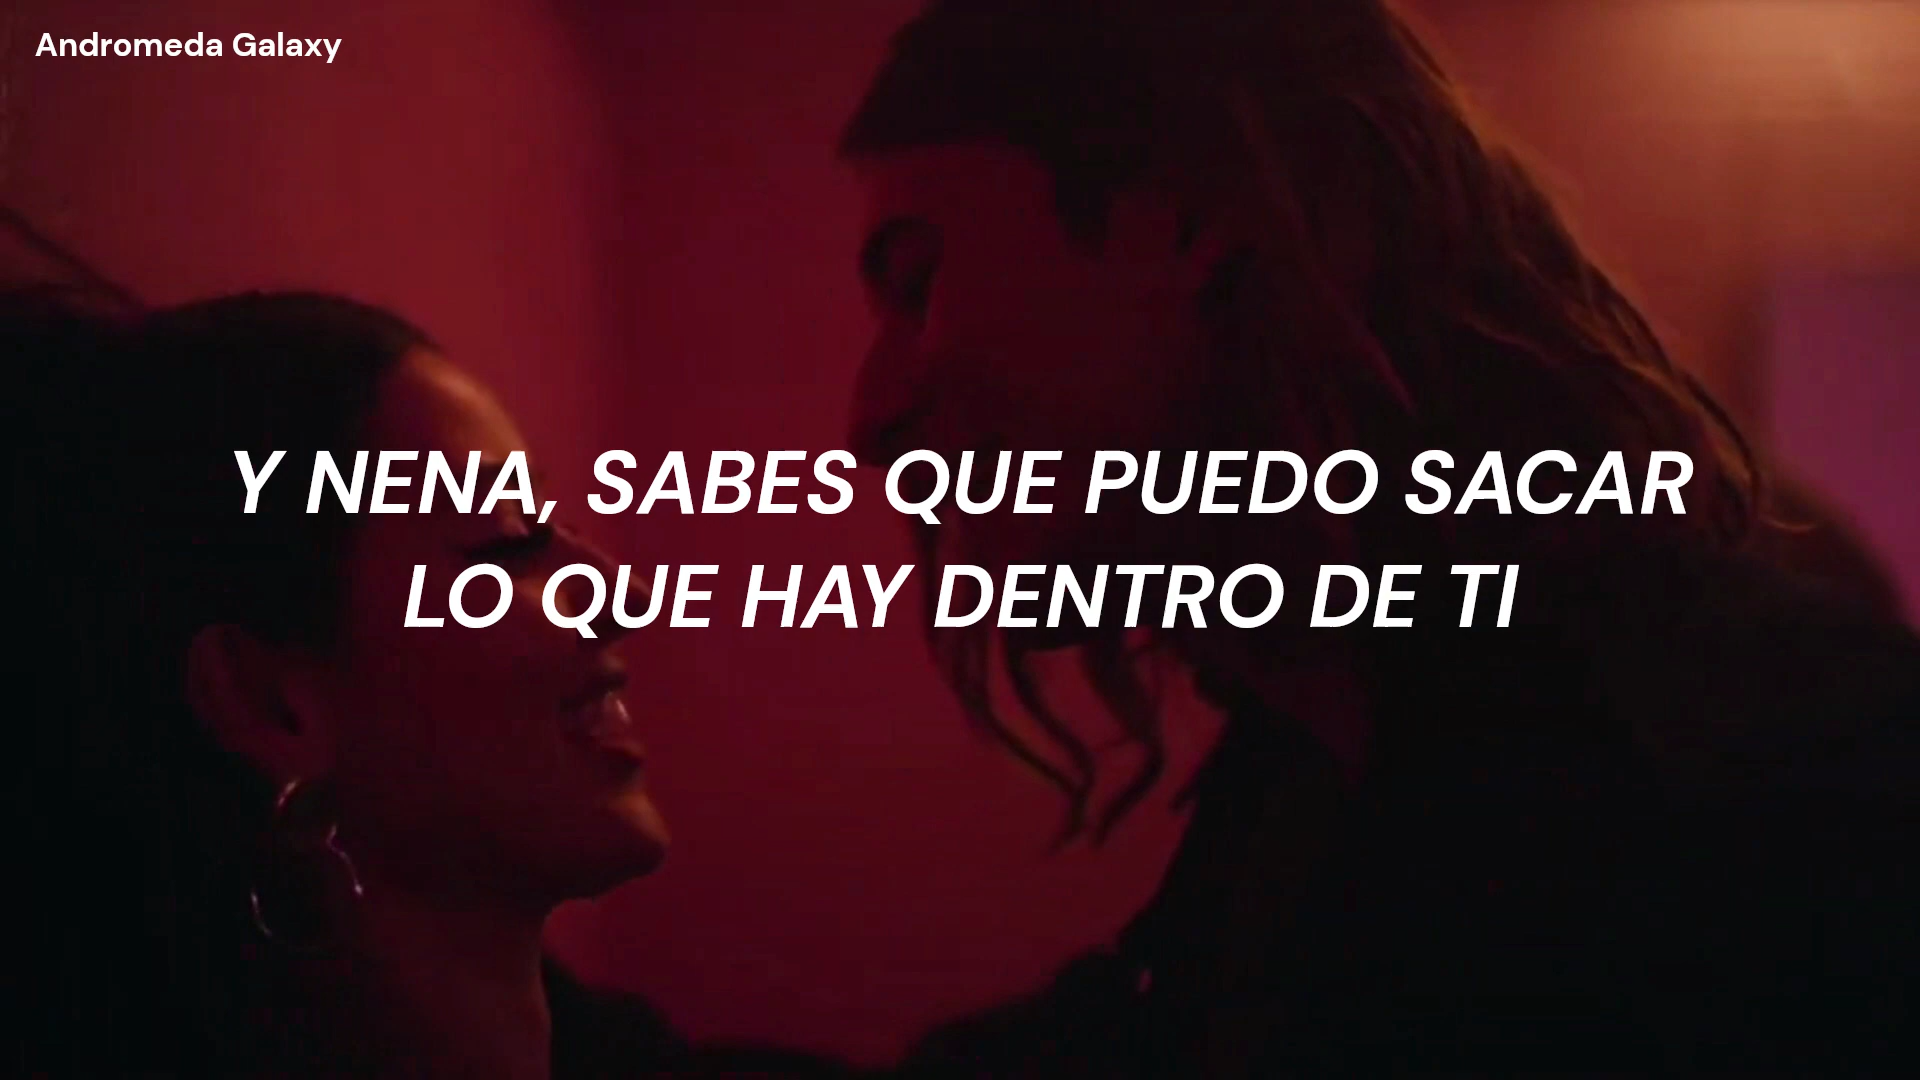 Andromeda Galaxy
Y NENA, SABES QUE PUEDO SACAR
LO QUE HAY DENTRO DE TI